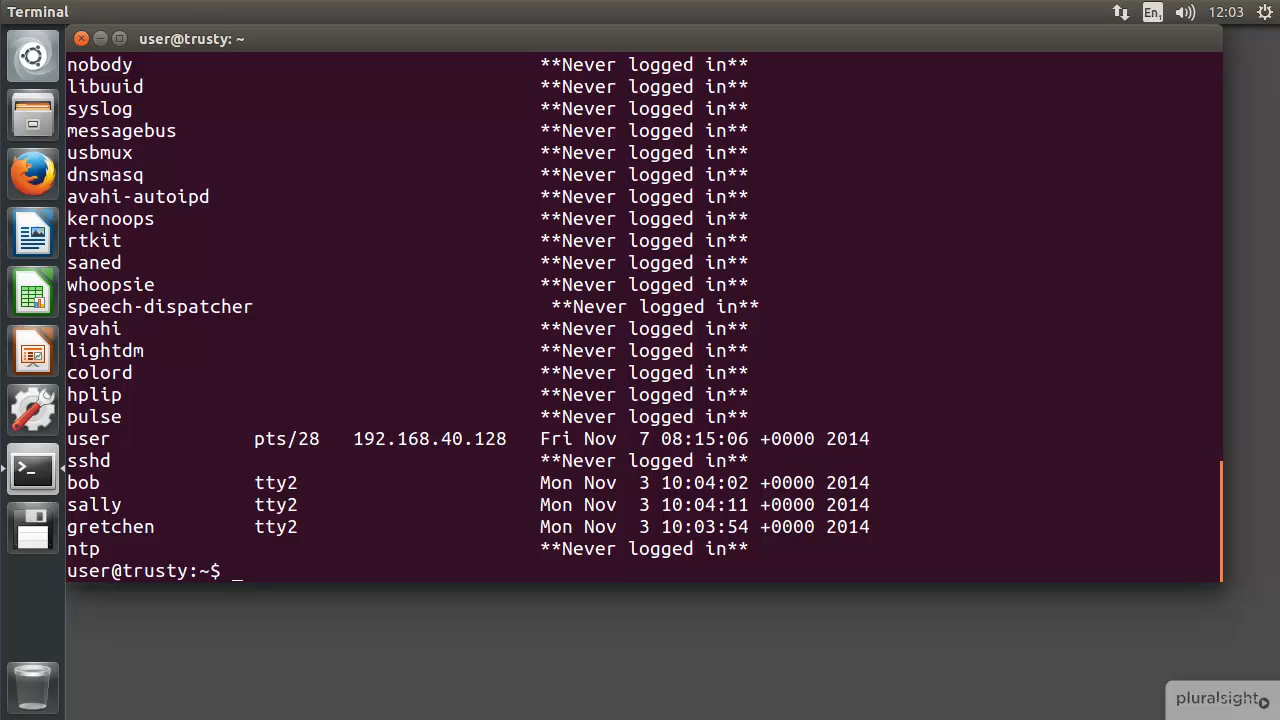 Terminal
En1 12:03
user@trusty: ~
nobody **Never logged in**
libuuid **Never logged in**
syslog **Never logged in**
messagebus **Never logged in**
usbmux **Never logged in**
dnsmasq **Never logged in**
avahi-autoipd **Never logged in**
kernoops **Never logged in**
rtkit **Never logged in**
saned **Never logged in**
whoopsie **Never logged in**
speech-dispatcher **Never logged in**
avahi **Never logged in**
lightdm **Never logged in**
colord **Never logged in**
hplip **Never logged in**
pulse **Never logged in**
user pts/28 192.168.40.128 Fri Nov 7 08:15:06 +0000 2014
sshd **Never logged in**
bob tty2 Mon Nov 3 10:04:02 +0000 2014
sally tty2 Mon Nov 3 10:04:11 +0000 2014
gretchen tty2 Mon Nov 3 10:03:54 +0000 2014
ntp **Never logged in**
user@trusty:~$ _
pluralsight